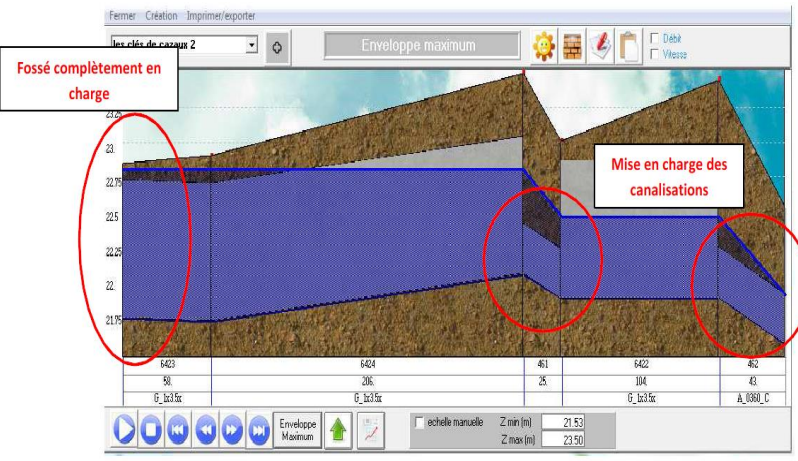 Fermer Création Imprimer/exporter
les clés de cazaux 2
Enveloppe maximum
Débit
Vitesse
Fossé complètement en
charge
Mise en charge des
canalisations
23.25
23.
22.75
22.5
22.25
22.
21.75
6423 6424 461 6422 462
58. 206. 25. 104. 43.
G_1x3.5x G_1x3.5x G_1x3.5x A_0360_C
Enveloppe
Maximum
echelle manuelle
Z min (m) 21.53
Z max (m) 23.50